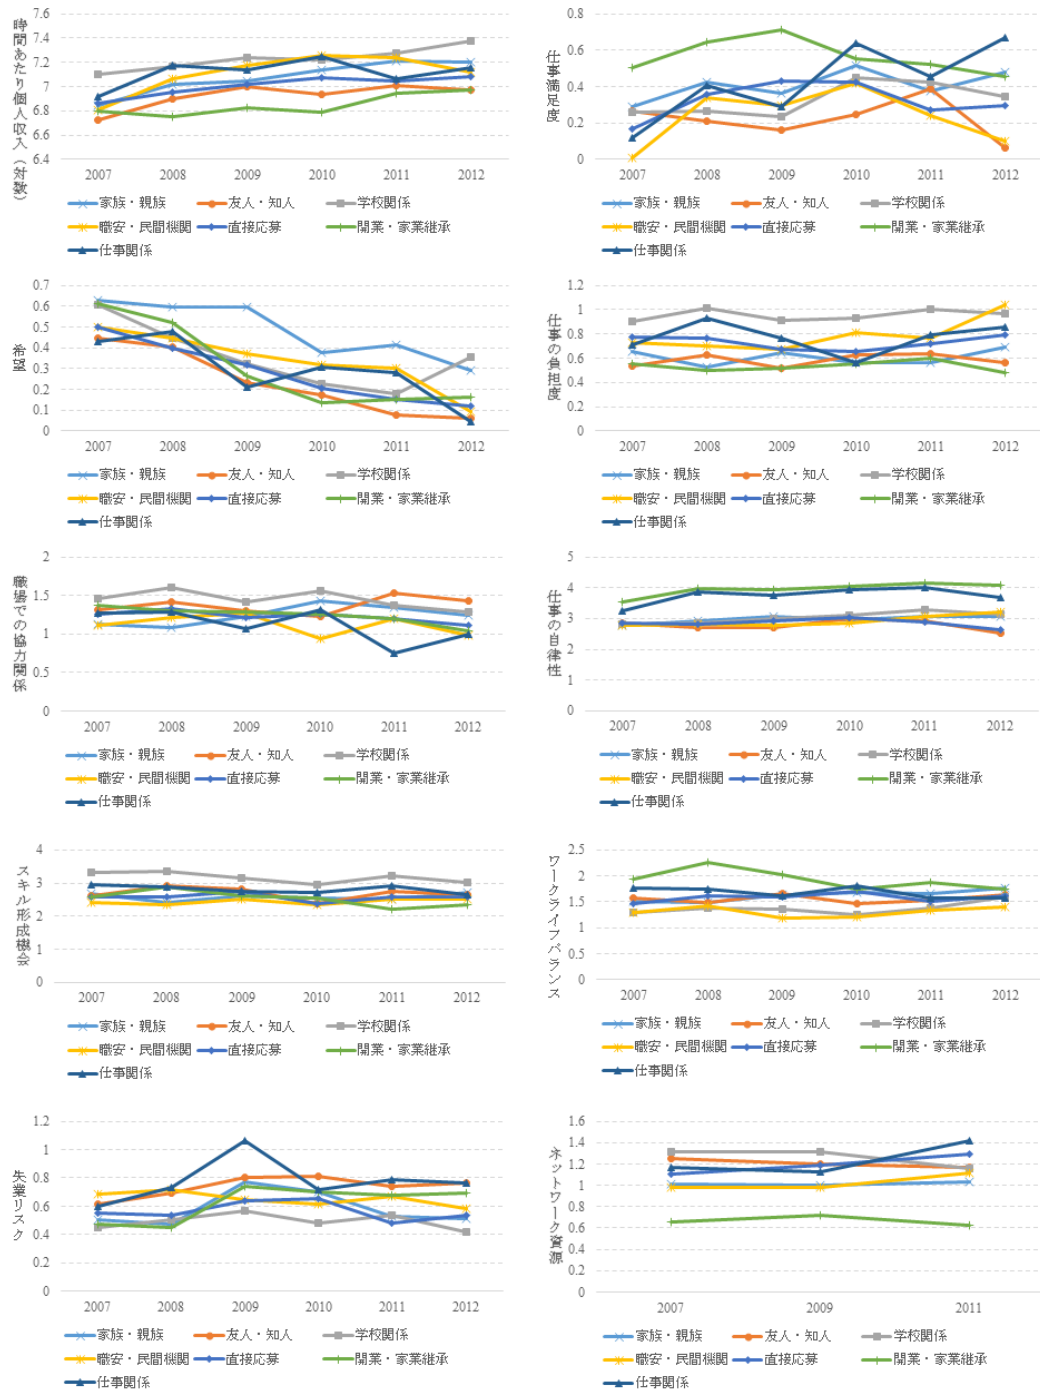 時間あたり個人収入（対数）
7.6
7.4
7.2
7
6.8
6.6
6.4
2007 2008 2009 2010 2011 2012
家族・親族 友人・知人 学校関係
職安・民間機関 直接応募 開業・家業継承
仕事関係
仕事満足度
0.8
0.6
0.4
0.2
0
2007 2008 2009 2010 2011 2012
家族・親族 友人・知人 学校関係
職安・民間機関 直接応募 開業・家業継承
仕事関係
希望
0.7
0.6
0.5
0.4
0.3
0.2
0.1
0
2007 2008 2009 2010 2011 2012
家族・親族 友人・知人 学校関係
職安・民間機関 直接応募 開業・家業継承
仕事関係
仕事の負担度
1.2
1
0.8
0.6
0.4
0.2
0
2007 2008 2009 2010 2011 2012
家族・親族 友人・知人 学校関係
職安・民間機関 直接応募 開業・家業継承
仕事関係
職場での協力関係
2
1.5
1
0.5
0
2007 2008 2009 2010 2011 2012
家族・親族 友人・知人 学校関係
職安・民間機関 直接応募 開業・家業継承
仕事関係
仕事の自律性
5
4
3
2
1
0
2007 2008 2009 2010 2011 2012
家族・親族 友人・知人 学校関係
職安・民間機関 直接応募 開業・家業継承
仕事関係
スキル形成機会
4
3
2
1
0
2007 2008 2009 2010 2011 2012
家族・親族 友人・知人 学校関係
職安・民間機関 直接応募 開業・家業継承
仕事関係
ワークライフバランス
2.5
2
1.5
1
0.5
0
2007 2008 2009 2010 2011 2012
家族・親族 友人・知人 学校関係
職安・民間機関 直接応募 開業・家業継承
仕事関係
失業リスク
1.2
1
0.8
0.6
0.4
0.2
0
2007 2008 2009 2010 2011 2012
家族・親族 友人・知人 学校関係
職安・民間機関 直接応募 開業・家業継承
仕事関係
ネットワーク資源
1.6
1.4
1.2
1
0.8
0.6
0.4
0.2
0
2007 2009 2011
家族・親族 友人・知人 学校関係
職安・民間機関 直接応募 開業・家業継承
仕事関係